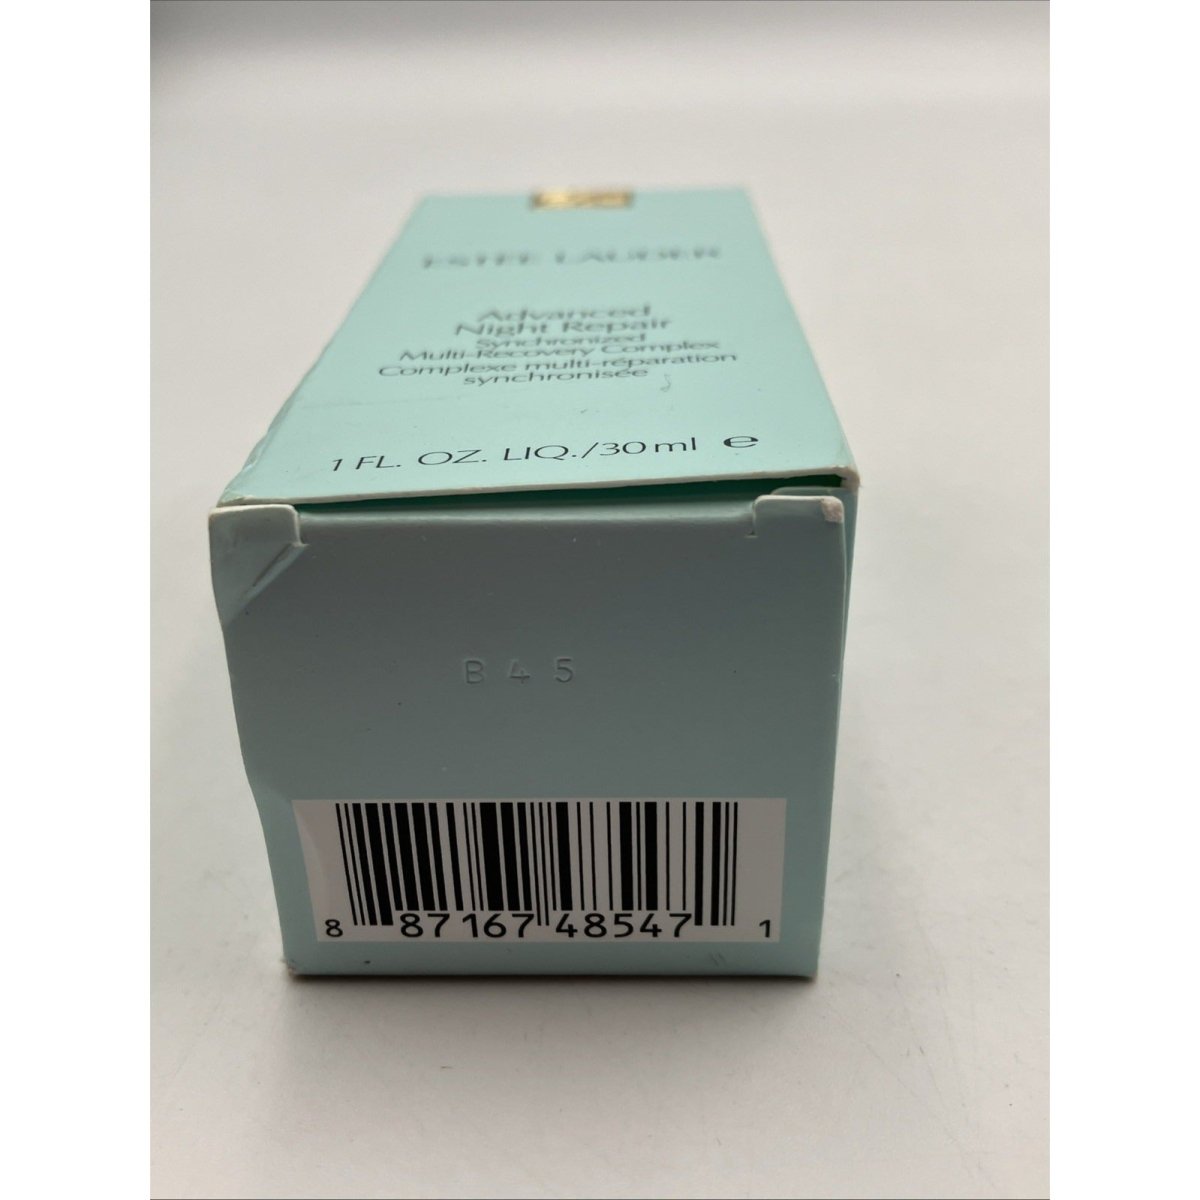 ESTĒE LAUDER
Advanced
Night Repair
Synchronized
Multi-Recovery Complex
Complexe multi-réparation
synchronisée
1 FL. OZ. LIQ./30 ml e
B 4 5
8 87167 48547 1